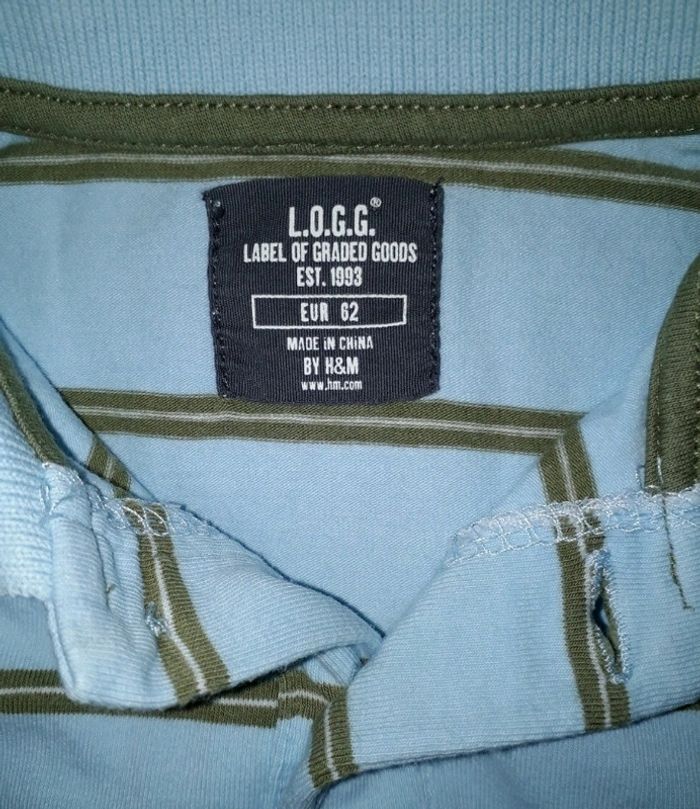 L.O.G.G.®
LABEL OF GRADED GOODS
EST. 1993
EUR 62
MADE IN CHINA
BY H&M
www.hm.com